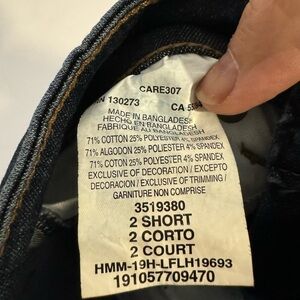 CARE307
RN 130273 CA
MADE IN BANGLADESH
HECHO EN BANGLADESH
FABRIQUE AU BANGLADESH
71% COTTON 25% POLYESTER 4% SPANDEX
71% ALGODON 25% POLYESTER 4% SPANDEX
71% COTON 25% POLYESTER 4% SPANDEX
EXCLUSIVE OF DECORATION / EXCEPTO
DECORACION / EXCLUSIVE OF TRIMMING /
GARNITURE NON COMPRISE
3519380
2 SHORT
2 CORTO
2 COURT
HMM-19H-LFLH19693
191057709470